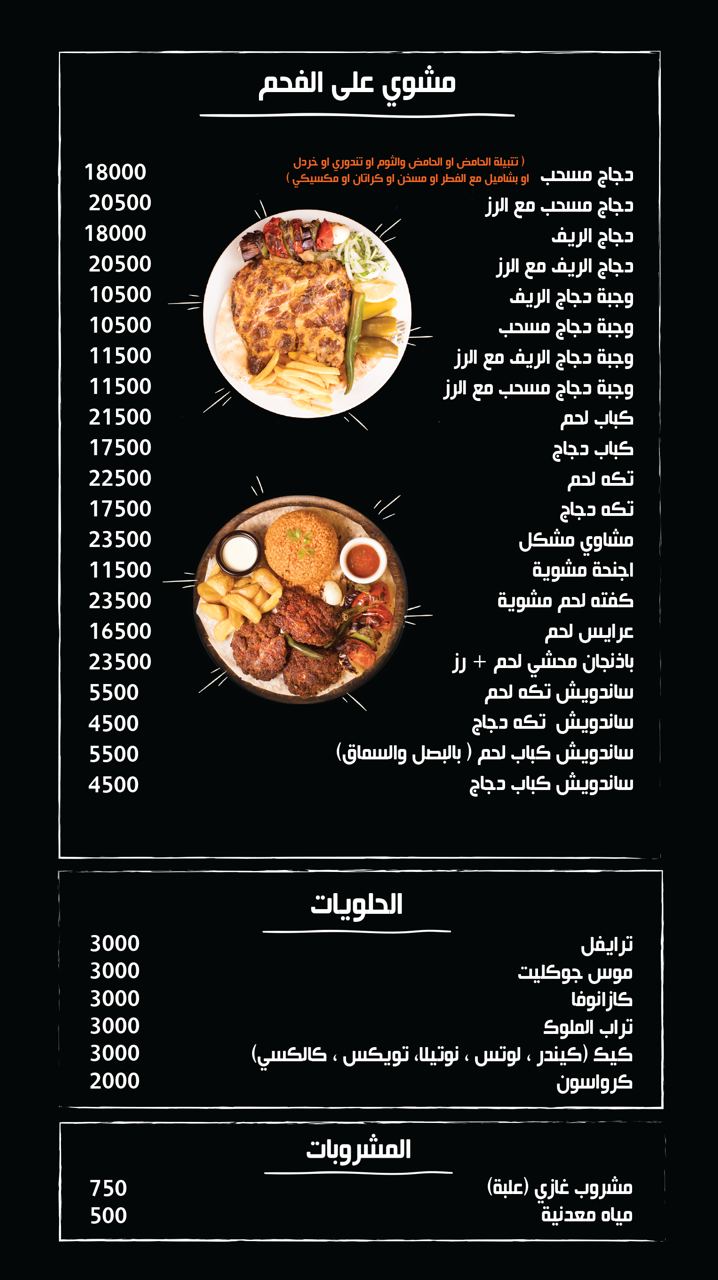 مشوي على الفحم
دجاج مسحب ( تتبيلة الحامض او الحامض والثوم او تندوري او خردل 18000
او بشاميل مع الفطر او مسخن او كراتان او مكسيكي )
دجاج مسحب مع الرز 20500
دجاج الريف 18000
دجاج الريف مع الرز 20500
وجبة دجاج الريف 10500
وجبة دجاج مسحب 10500
وجبة دجاج الريف مع الرز 11500
وجبة دجاج مسحب مع الرز 11500
كباب لحم 21500
كباب دجاج 17500
تكه لحم 22500
تكه دجاج 17500
مشاوي مشكل 23500
اجنحة مشوية 11500
كفته لحم مشوية 23500
عرايس لحم 16500
باذنجان محشي لحم + رز 23500
ساندويش تكه لحم 5500
ساندويش تكه دجاج 4500
ساندويش كباب لحم ( بالبصل والسماق) 5500
ساندويش كباب دجاج 4500
الحلويات
ترايفل 3000
موس جوكليت 3000
كازانوفا 3000
تراب الملوك 3000
كيك (كيندر ، لوتس ، نوتيلا، تويكس ، كالكسي) 3000
كرواسون 2000
المشروبات
مشروب غازي (علبة) 750
مياه معدنية 500